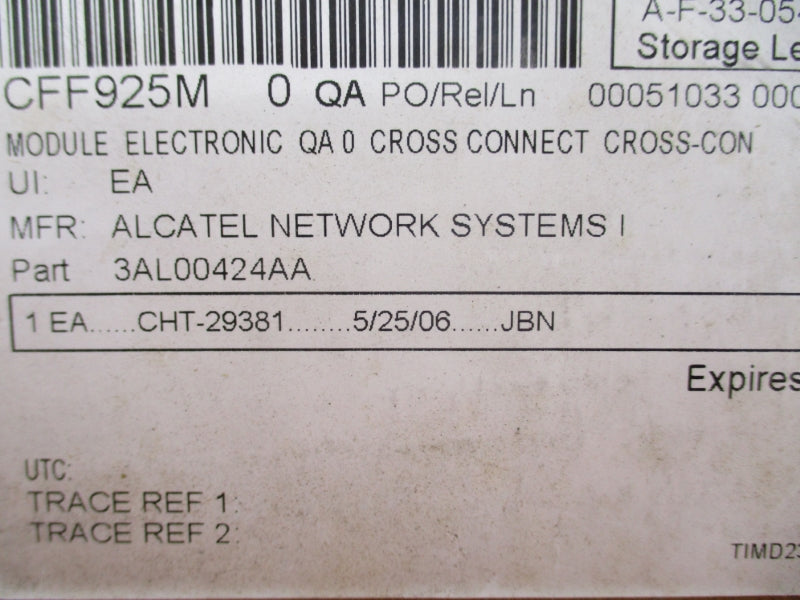 A-F-33-05
Storage Le
CFF925M 0 QA PO/Rel/Ln 00051033 000
MODULE ELECTRONIC QA 0 CROSS CONNECT CROSS-CON
UI: EA
MFR: ALCATEL NETWORK SYSTEMS I
Part 3AL00424AA
1 EA......CHT-29381........5/25/06......JBN
Expires
UTC:
TRACE REF 1:
TRACE REF 2:
TIMD23